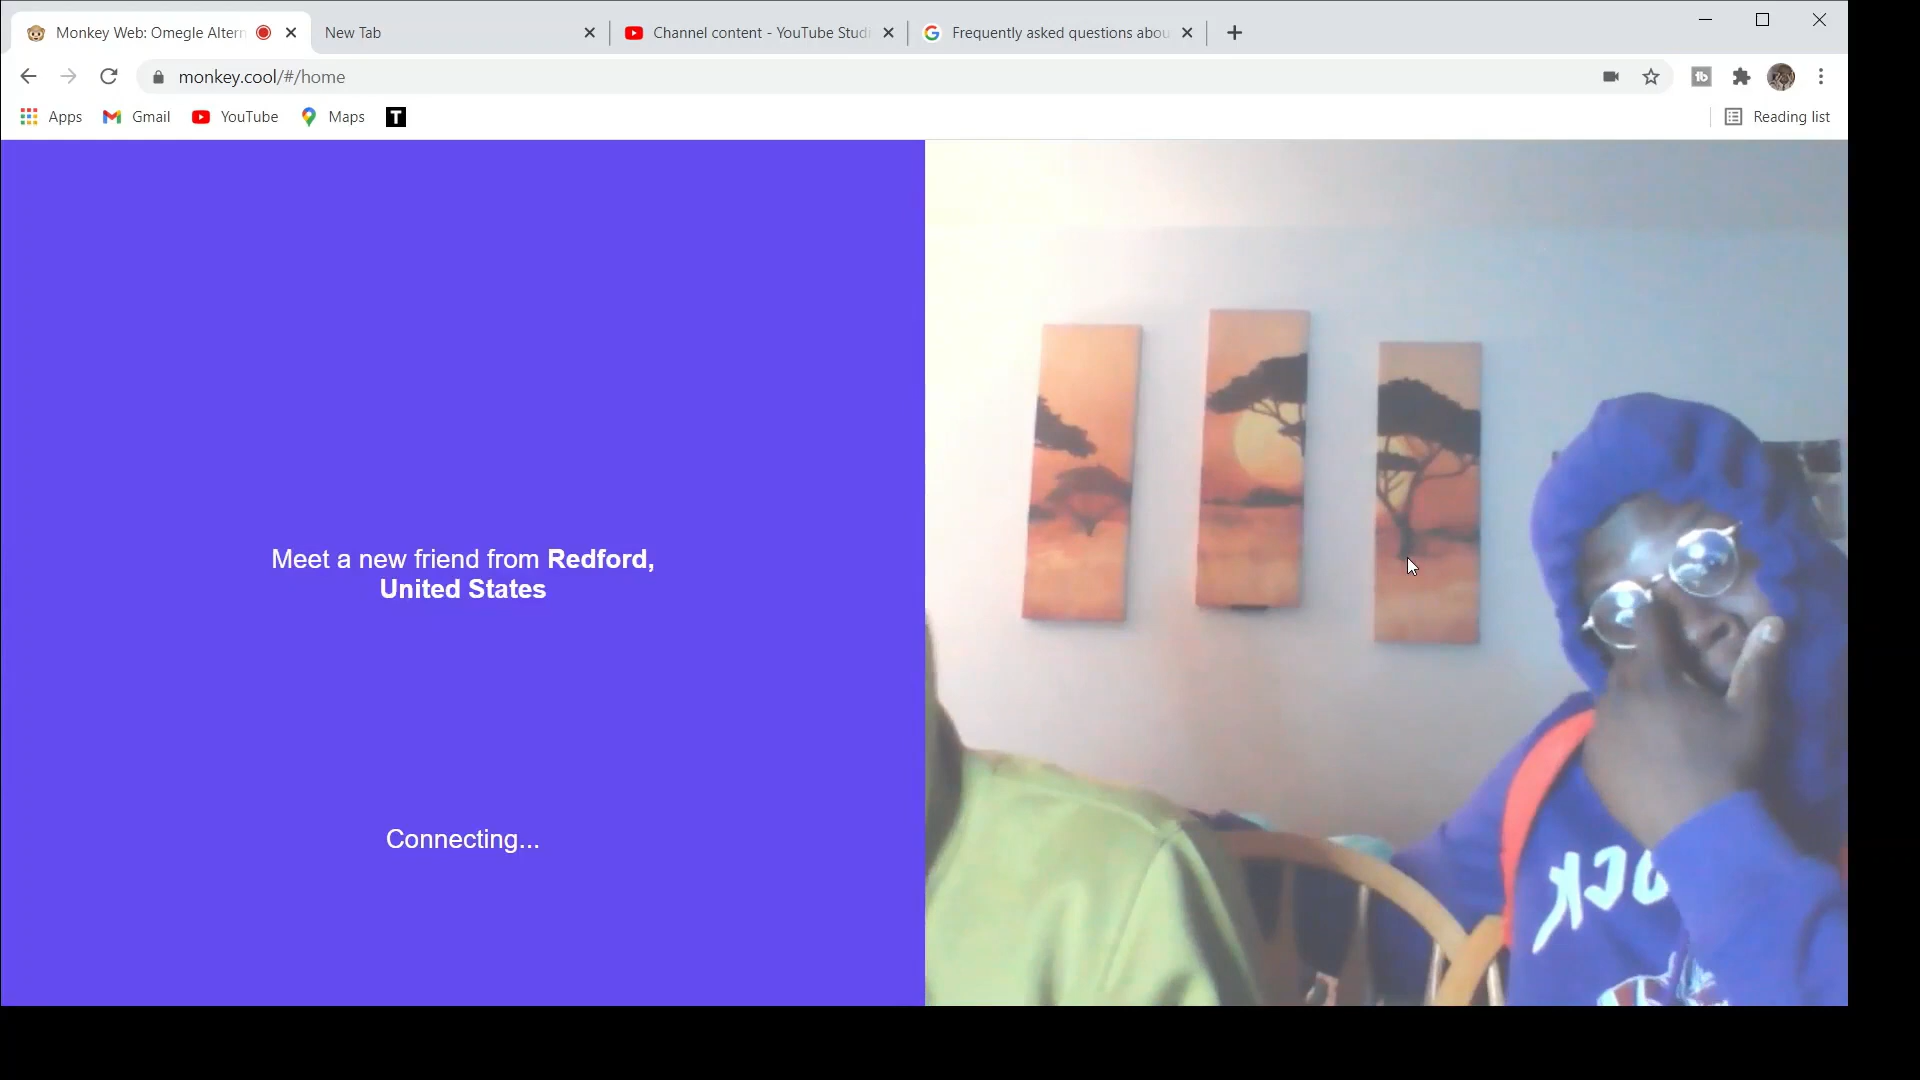 Monkey Web: Omegle Altern
New Tab
Channel content - YouTube Studi
Frequently asked questions abou
monkey.cool/#/home
tb
Apps
Gmail
YouTube
Maps
T
Reading list
Meet a new friend from Redford,
United States
Connecting...